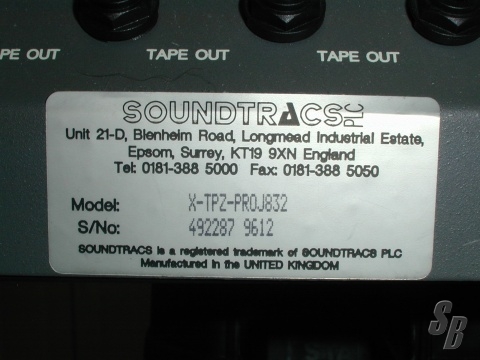 PE OUT TAPE OUT TAPE OUT
SOUNDTRACS PLC
Unit 21-D, Blenheim Road, Longmead Industrial Estate,
Epsom, Surrey, KT19 9XN England
Tel: 0181-388 5000 Fax: 0181-388 5050
Model: X-TPZ-PROJ832
S/No: 492287 9612
SOUNDTRACS is a registered trademark of SOUNDTRACS PLC
Manufactured in the UNITED KINGDOM
SB